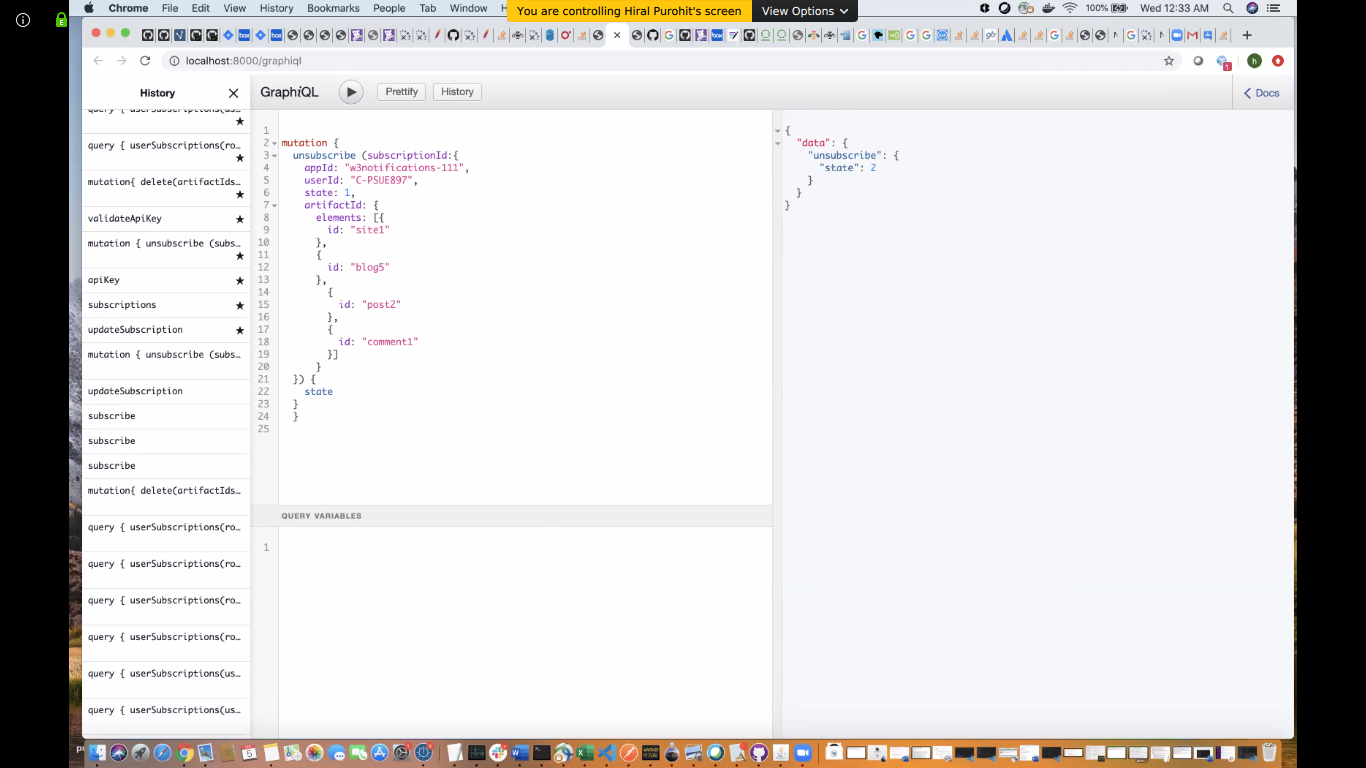 Chrome File Edit View History Bookmarks People Tab Window H
You are controlling Hiral Purohit's screen View Options
100% Wed 12:33 AM
localhost:8000/graphiql
History
GraphiQL Prettify History Docs
query { userSubscriptions(us…
query { userSubscriptions(ro…
mutation{ delete(artifactIds…
validateApiKey
mutation { unsubscribe (subs…
apiKey
subscriptions
updateSubscription
mutation { unsubscribe (subs…
updateSubscription
subscribe
subscribe
subscribe
mutation{ delete(artifactIds…
query { userSubscriptions(ro…
query { userSubscriptions(ro…
query { userSubscriptions(ro…
query { userSubscriptions(ro…
query { userSubscriptions(us…
query { userSubscriptions(us…
1
2 mutation {
3 unsubscribe (subscriptionId:{
4 appId: "w3notifications-111",
5 userId: "C-PSUE897",
6 state: 1,
7 artifactId: {
8 elements: [{
9 id: "site1"
10 },
11 {
12 id: "blog5"
13 },
14 {
15 id: "post2"
16 },
17 {
18 id: "comment1"
19 }]
20 }
21 }) {
22 state
23 }
24 }
25
QUERY VARIABLES
1
{
"data": {
"unsubscribe": {
"state": 2
}
}
}